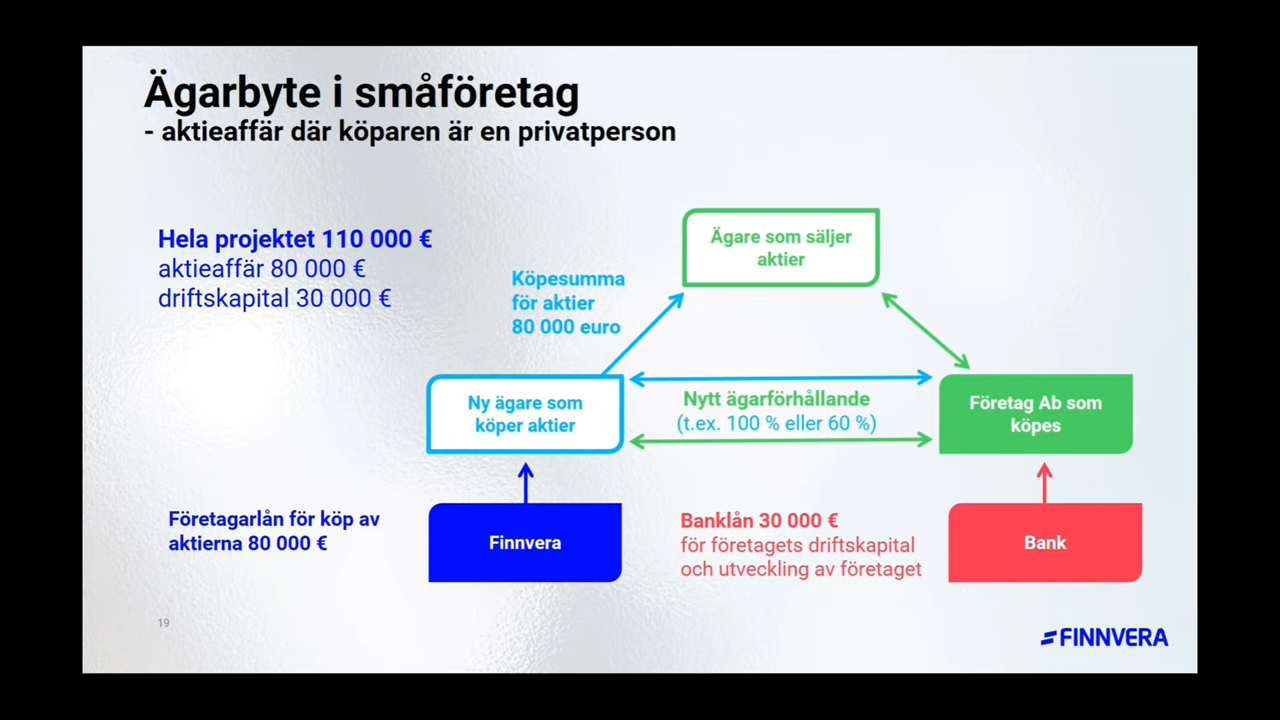 Ägarbyte i småföretag
- aktieaffär där köparen är en privatperson
Hela projektet 110 000 €
aktieaffär 80 000 €
driftskapital 30 000 €
Ägare som säljer
aktier
Köpesumma
för aktier
80 000 euro
Ny ägare som
köper aktier
Nytt ägarförhållande
(t.ex. 100 % eller 60 %)
Företag Ab som
köpes
Företagarlån för köp av
aktierna 80 000 €
Finnvera
Banklån 30 000 €
för företagets driftskapital
och utveckling av företaget
Bank
19
FINNVERA